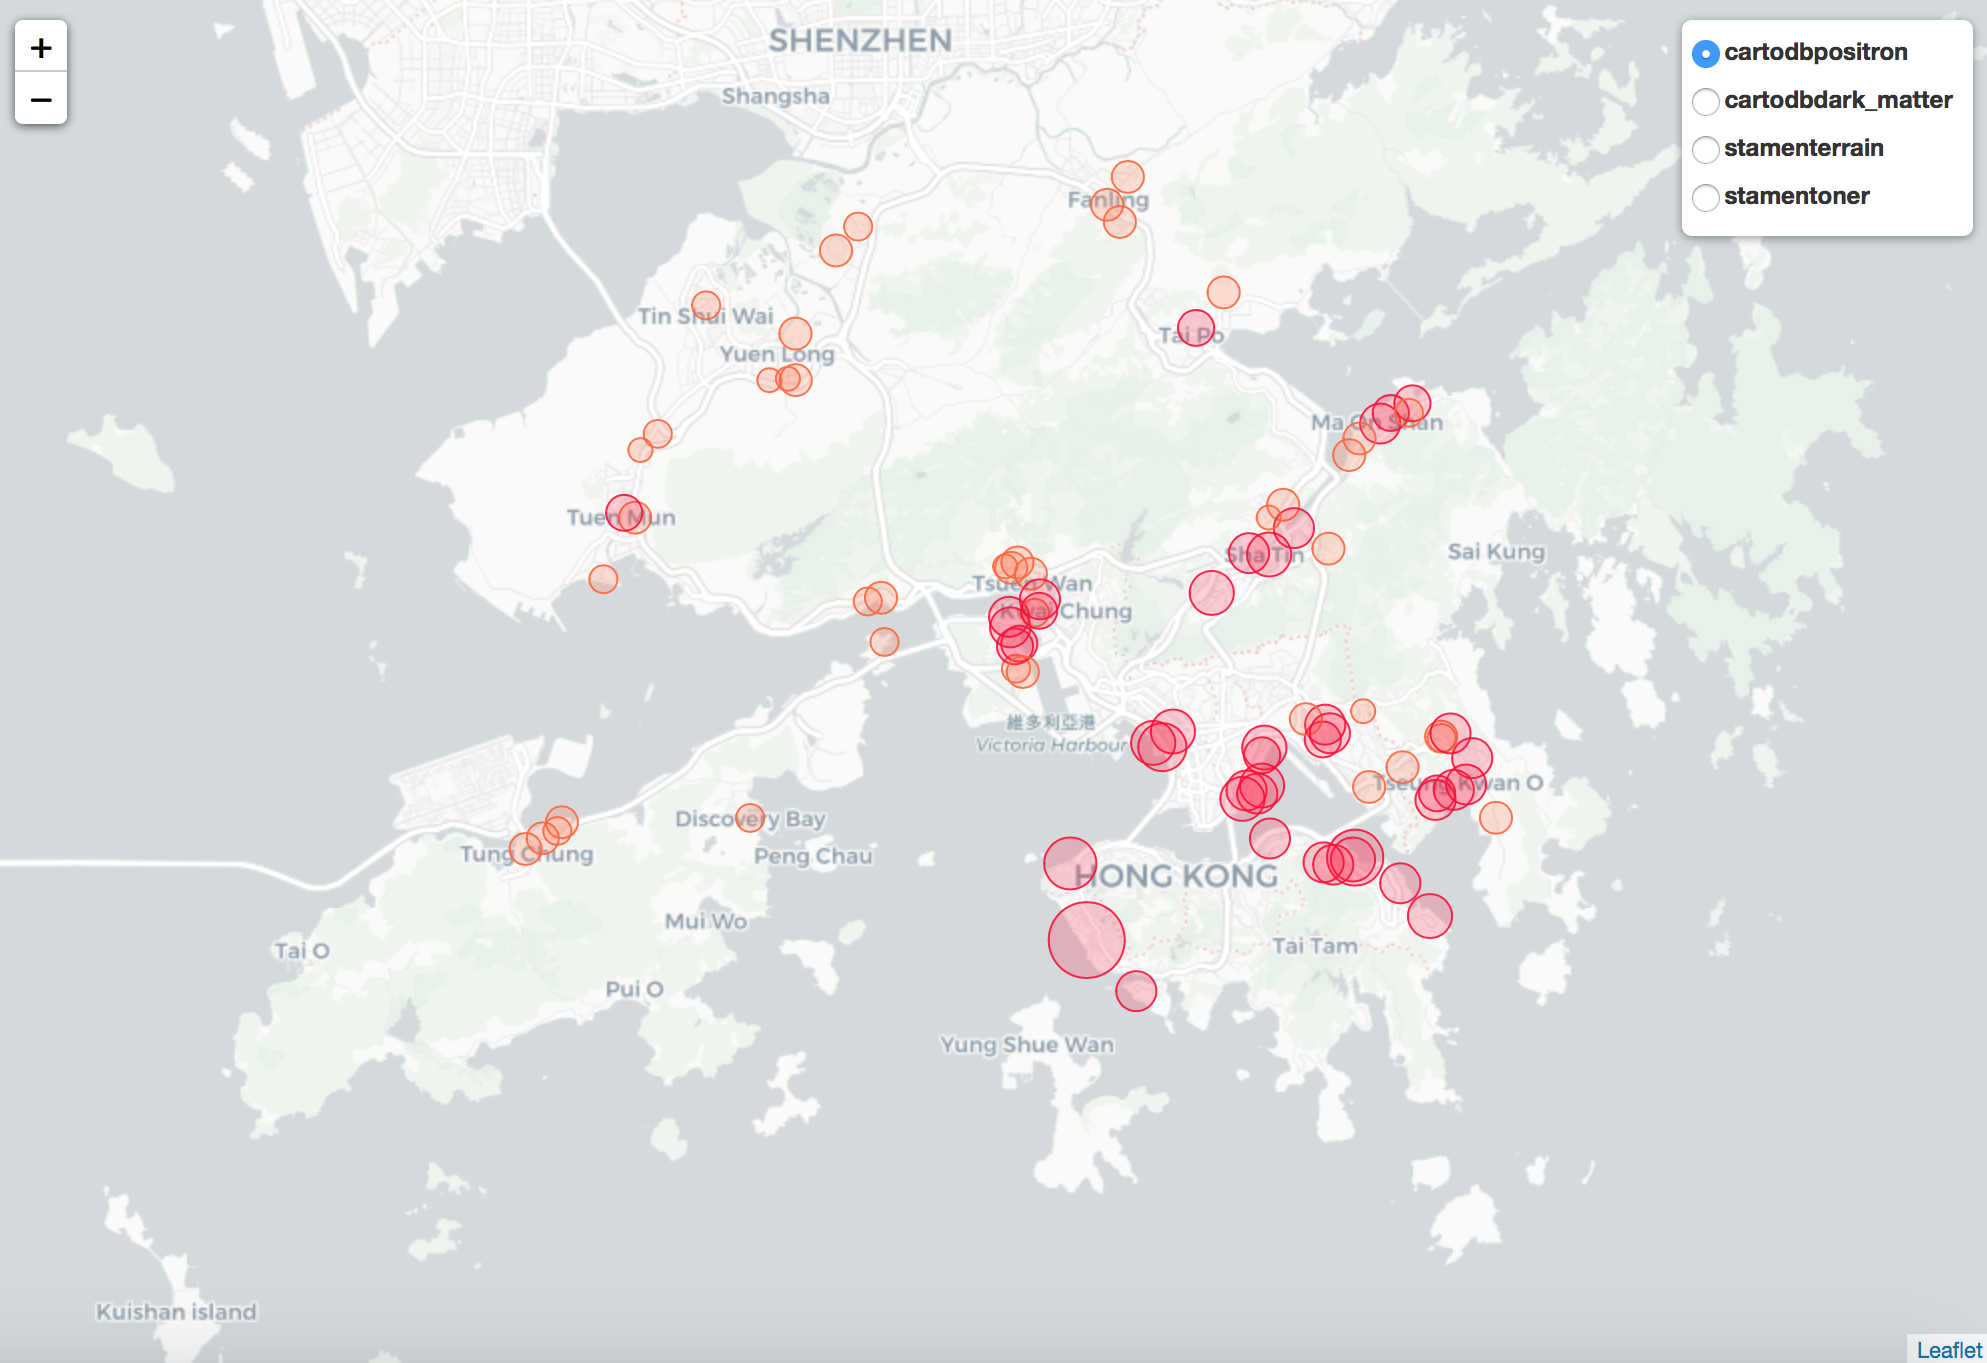 +
−
SHENZHEN
Shangsha
Fanling
Tin Shui Wai
Yuen Long
Tai Po
Ma On Shan
Tuen Mun
Sha Tin
Sai Kung
Tsuen Wan
Kwai Chung
維多利亞港
Victoria Harbour
Tseung Kwan O
Discovery Bay
Tung Chung
Peng Chau
HONG KONG
Mui Wo
Tai O
Tai Tam
Pui O
Yung Shue Wan
Kuishan island
cartodbpositron
cartodbdark_matter
stamenterrain
stamentoner
Leaflet